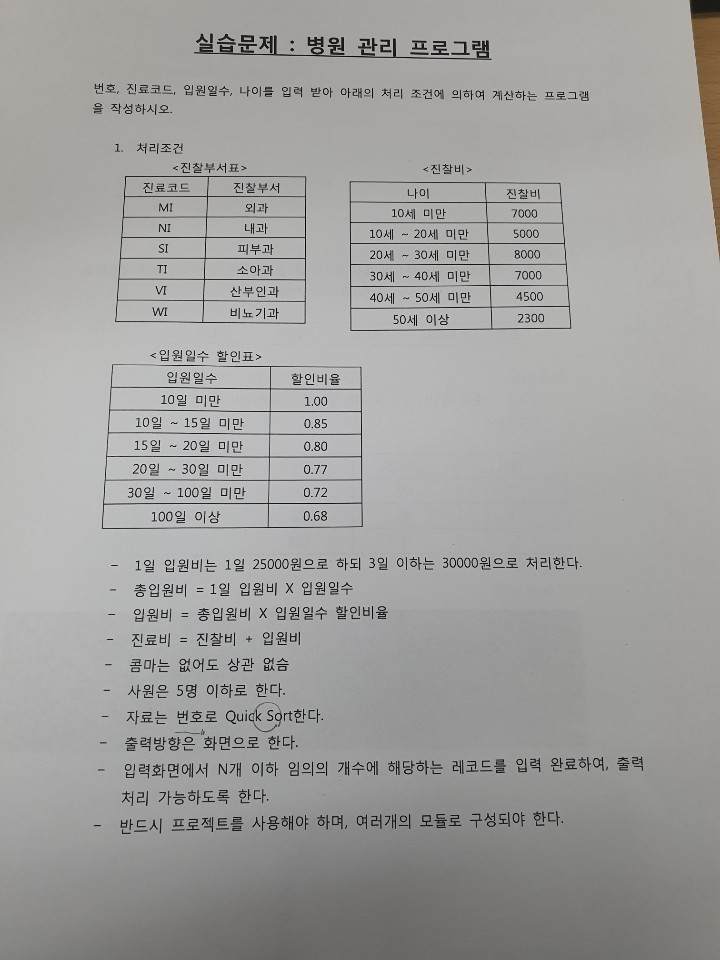 실습문제 : 병원 관리 프로그램
번호, 진료코드, 입원일수, 나이를 입력 받아 아래의 처리 조건에 의하여 계산하는 프로그램
을 작성하시오.
1. 처리조건
<진찰부서표>
진료코드 진찰부서
MI 외과
NI 내과
SI 피부과
TI 소아과
VI 산부인과
WI 비뇨기과
<진찰비>
나이 진찰비
10세 미만 7000
10세 ~ 20세 미만 5000
20세 ~ 30세 미만 8000
30세 ~ 40세 미만 7000
40세 ~ 50세 미만 4500
50세 이상 2300
<입원일수 할인표>
입원일수 할인비율
10일 미만 1.00
10일 ~ 15일 미만 0.85
15일 ~ 20일 미만 0.80
20일 ~ 30일 미만 0.77
30일 ~ 100일 미만 0.72
100일 이상 0.68
- 1일 입원비는 1일 25000원으로 하되 3일 이하는 30000원으로 처리한다.
- 총입원비 = 1일 입원비 X 입원일수
- 입원비 = 총입원비 X 입원일수 할인비율
- 진료비 = 진찰비 + 입원비
- 콤마는 없어도 상관 없슴
- 사원은 5명 이하로 한다.
- 자료는 번호로 Quick Sort한다.
- 출력방향은 화면으로 한다.
- 입력화면에서 N개 이하 임의의 개수에 해당하는 레코드를 입력 완료하여, 출력
처리 가능하도록 한다.
- 반드시 프로젝트를 사용해야 하며, 여러개의 모듈로 구성되야 한다.